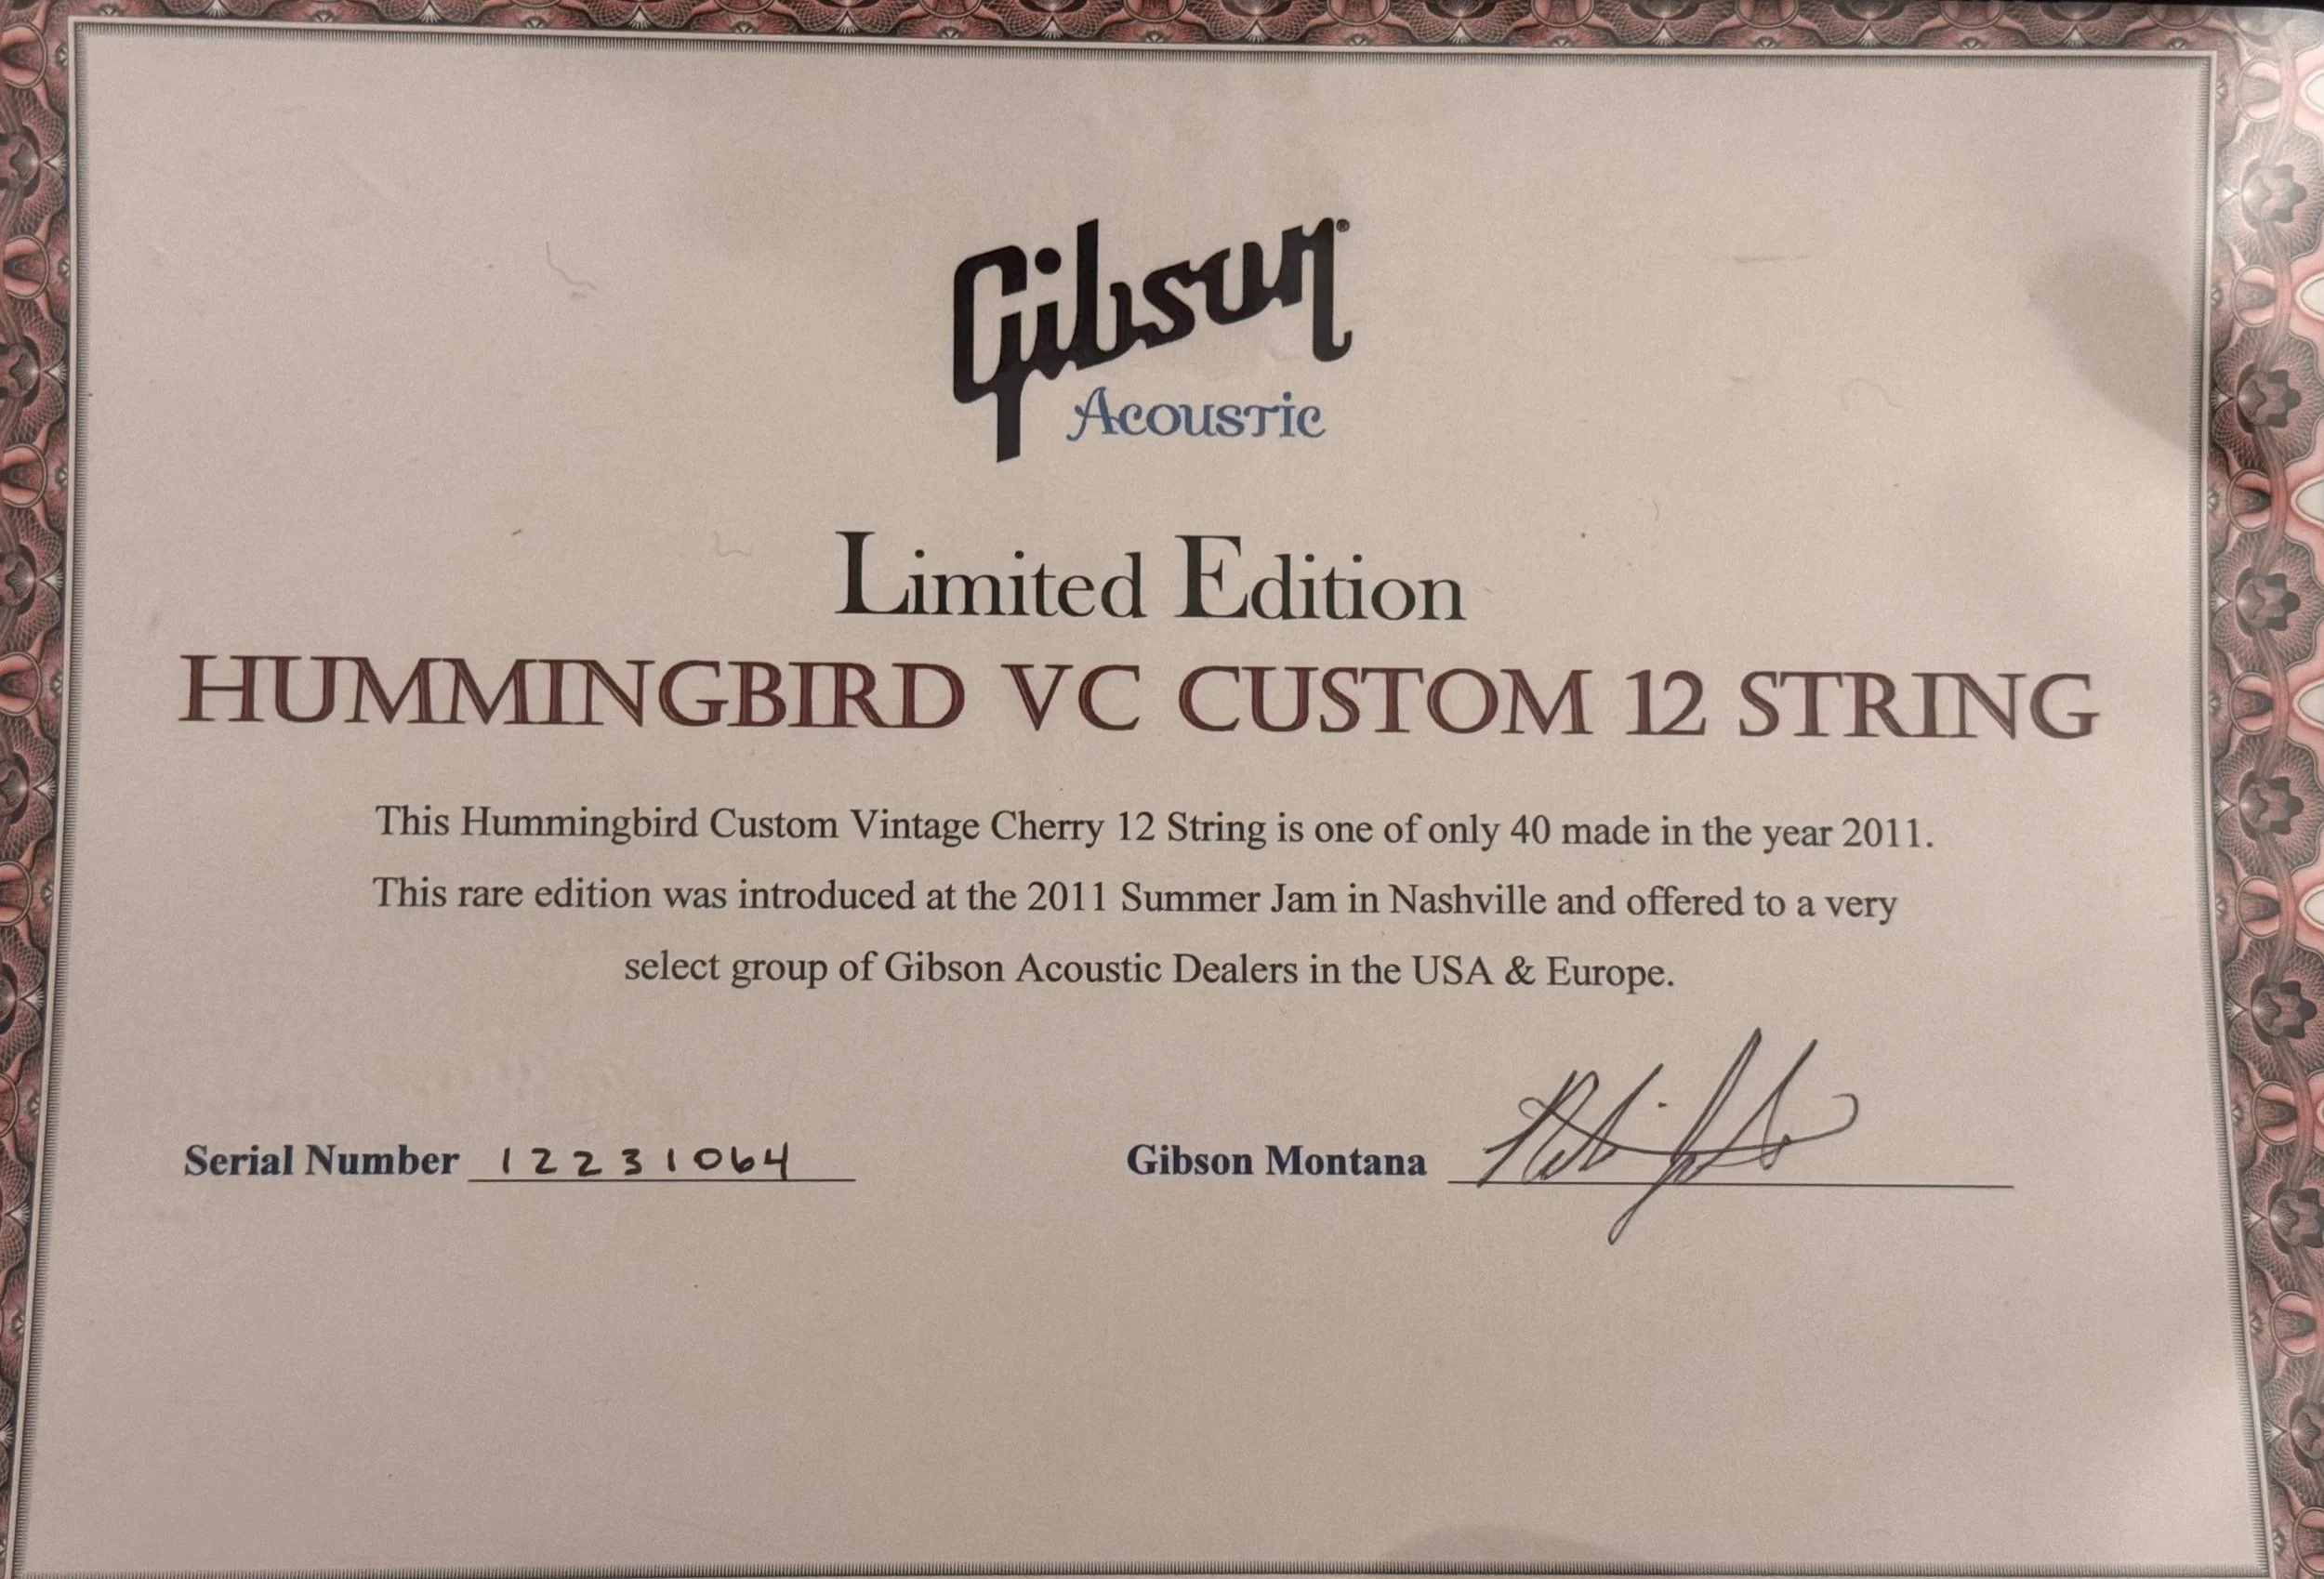 Gibson®
Acoustic
Limited Edition
HUMMINGBIRD VC CUSTOM 12 STRING
This Hummingbird Custom Vintage Cherry 12 String is one of only 40 made in the year 2011.
This rare edition was introduced at the 2011 Summer Jam in Nashville and offered to a very
select group of Gibson Acoustic Dealers in the USA & Europe.
Serial Number 12231064
Gibson Montana